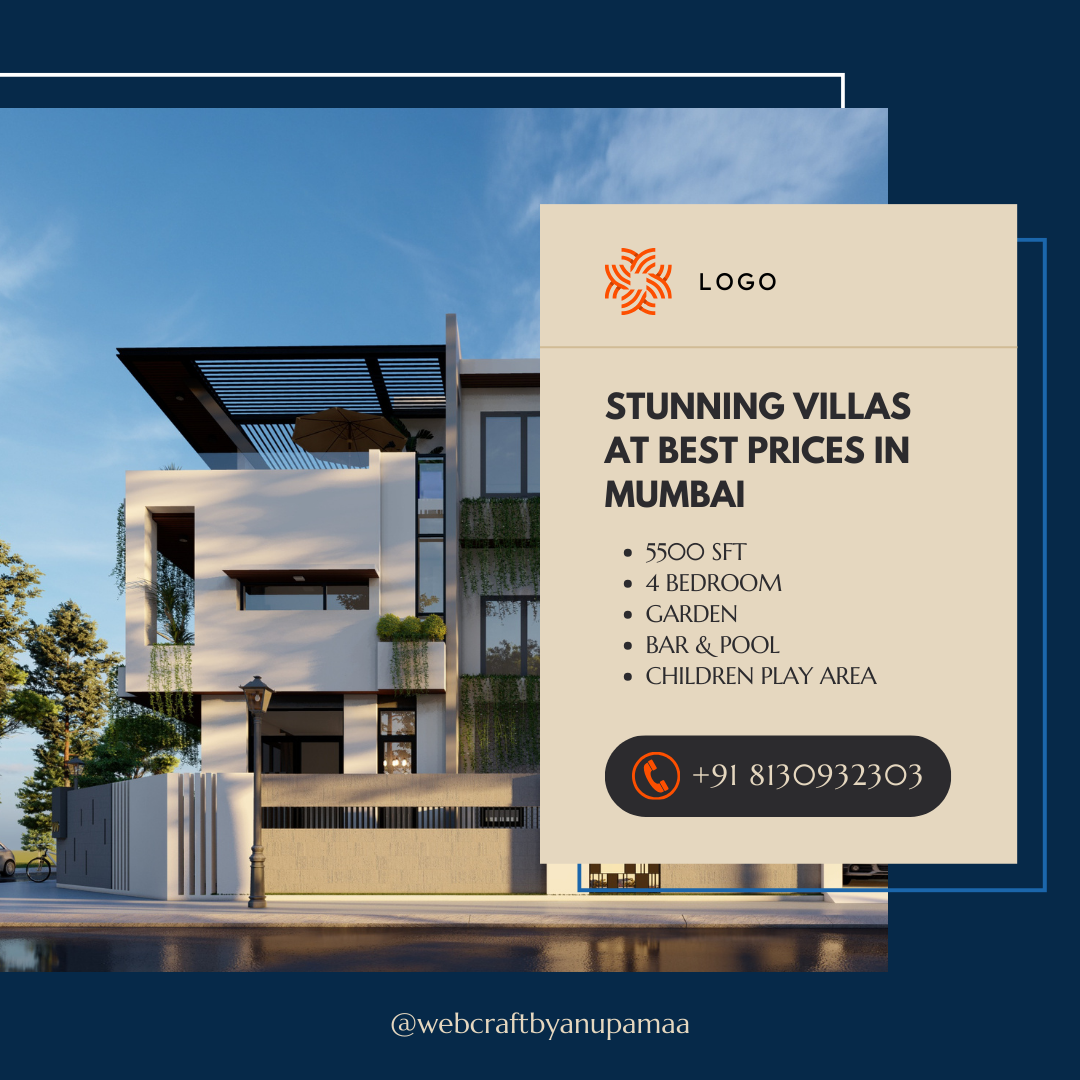 LOGO
STUNNING VILLAS
AT BEST PRICES IN
MUMBAI
• 5500 SFT
• 4 BEDROOM
• GARDEN
• BAR & POOL
• CHILDREN PLAY AREA
+91 8130932303
@webcraftbyanupamaa